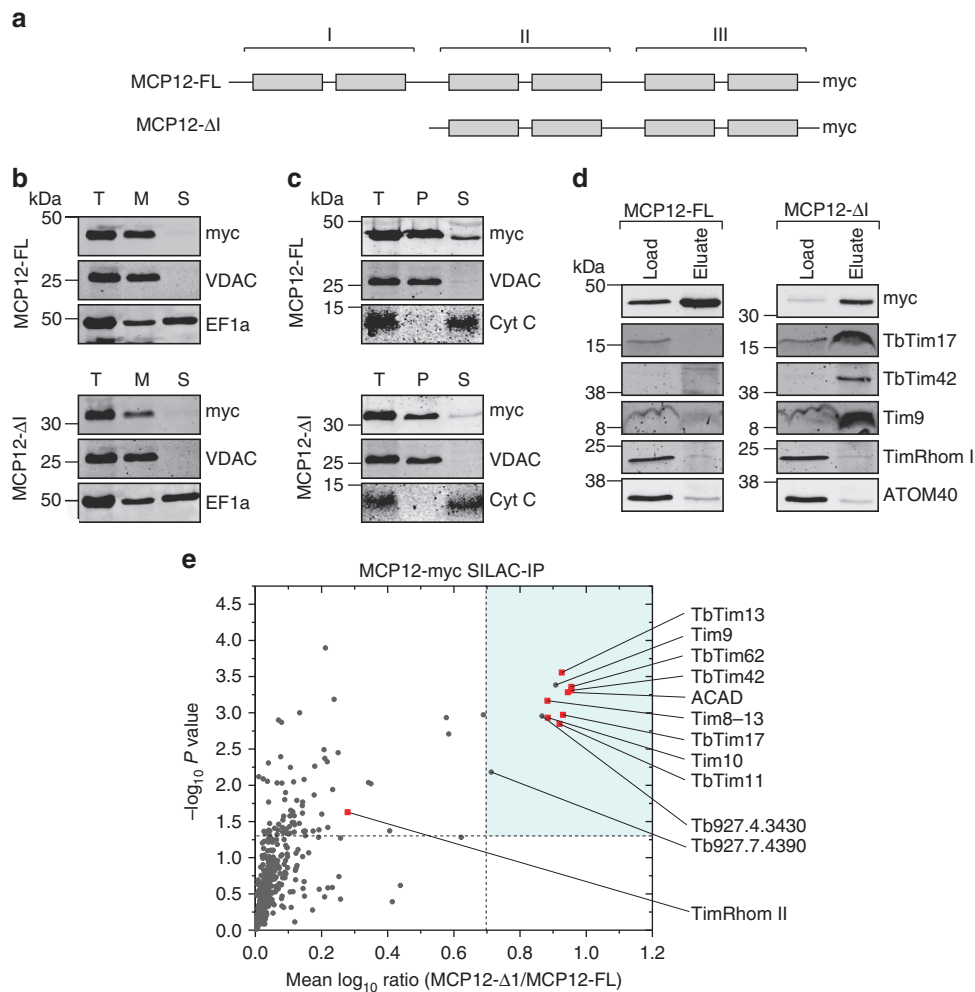 a
I II III
MCP12-FL myc
MCP12-ΔI myc
b
kDa T M S
MCP12-FL
50 myc
25 VDAC
50 EF1a
T M S
MCP12-ΔI
30 myc
25 VDAC
50 EF1a
c
kDa T P S
MCP12-FL
50 myc
25 VDAC
15 Cyt C
T P S
MCP12-ΔI
30 myc
25 VDAC
15 Cyt C
d
MCP12-FL MCP12-ΔI
Load Eluate Load Eluate
kDa
50 30 myc
15 15 TbTim17
38 38 TbTim42
8 8 Tim9
25 25 TimRhom I
38 38 ATOM40
e
MCP12-myc SILAC-IP
–log10 P value
4.5
4.0
3.5
3.0
2.5
2.0
1.5
1.0
0.5
0.0
TbTim13
Tim9
TbTim62
TbTim42
ACAD
Tim8–13
TbTim17
Tim10
TbTim11
Tb927.4.3430
Tb927.7.4390
TimRhom II
0.0 0.2 0.4 0.6 0.8 1.0 1.2
Mean log10 ratio (MCP12-Δ1/MCP12-FL)